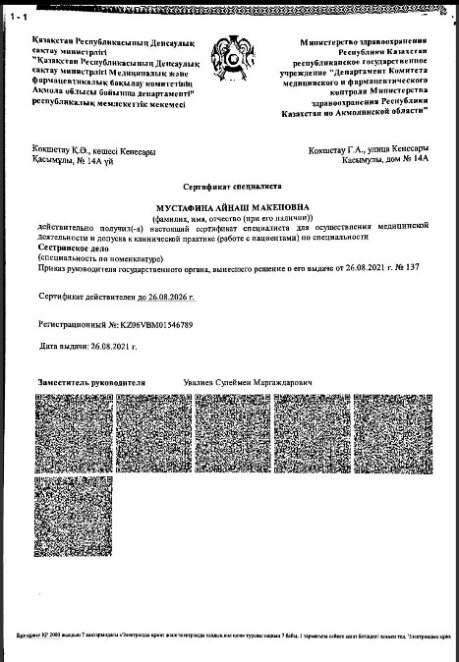 1 - 1
Қазақстан Республикасының Денсаулық
сақтау министрлігі
"Қазақстан Республикасының Денсаулық
сақтау министрлігі Медициналық және
фармацевтикалық бақылау комитетінің
Ақмола облысы бойынша департаменті"
республикалық мемлекеттік мекемесі
Министерство здравоохранения
Республики Казахстан
республиканское государственное
учреждение "Департамент Комитета
медицинского и фармацевтического
контроля Министерства
здравоохранения Республики
Казахстан по Акмолинской области"
Көкшетау Қ.Ә., көшесі Кенесары
Қасымұлы, № 14А үй
Кокшетау Г.А., улица Кенесары
Касымулы, дом № 14А
Сертификат специалиста
МУСТАФИНА АЙНАШ МАКЕНОВНА
(фамилия, имя, отчество (при его наличии))
действительно получил(-а) настоящий сертификат специалиста для осуществления медицинской
деятельности и допуска к клинической практике (работе с пациентами) по специальности
Сестринское дело
(специальность по номенклатуре)
Приказ руководителя государственного органа, вынесшего решение о его выдаче от 26.08.2021 г. № 137
Сертификат действителен до 26.08.2026 г.
Регистрационный №: KZ06VBM01546789
Дата выдачи: 26.08.2021 г.
Заместитель руководителя
Увалиев Сулеймен Маргаждарович